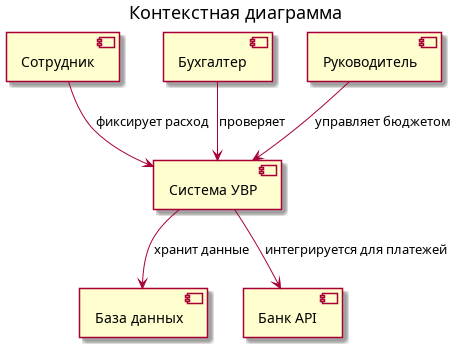 Контекстная диаграмма
Сотрудник
Бухгалтер
Руководитель
фиксирует расход
проверяет
управляет бюджетом
Система УВР
хранит данные
интегрируется для платежей
База данных
Банк API